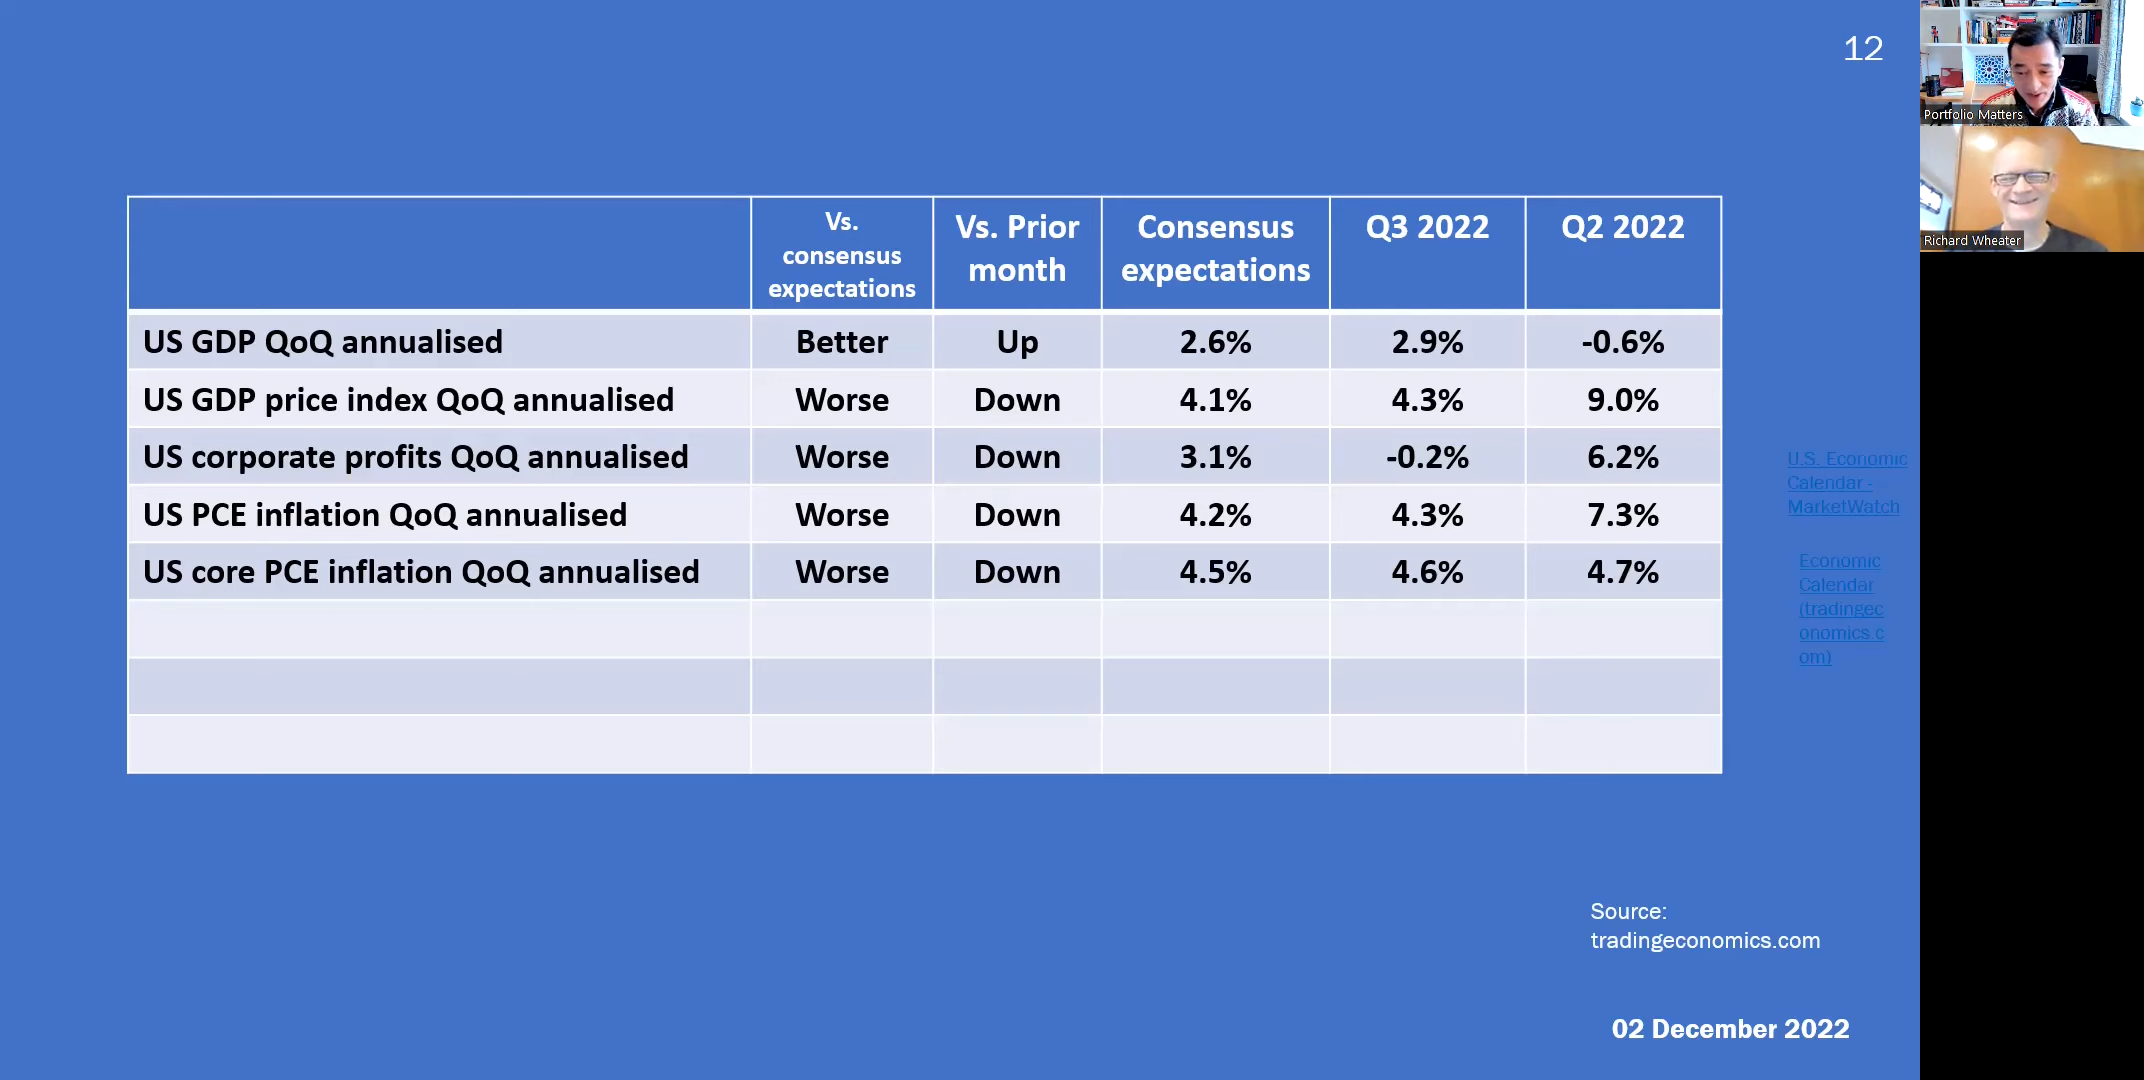 12
Vs. consensus expectations Vs. Prior month Consensus expectations Q3 2022 Q2 2022
US GDP QoQ annualised Better Up 2.6% 2.9% -0.6%
US GDP price index QoQ annualised Worse Down 4.1% 4.3% 9.0%
US corporate profits QoQ annualised Worse Down 3.1% -0.2% 6.2%
US PCE inflation QoQ annualised Worse Down 4.2% 4.3% 7.3%
US core PCE inflation QoQ annualised Worse Down 4.5% 4.6% 4.7%
U.S. Economic
Calendar -
MarketWatch
Economic
Calendar
(tradingec
onomics.c
om)
Source:
tradingeconomics.com
02 December 2022
Portfolio Matters
Richard Wheater